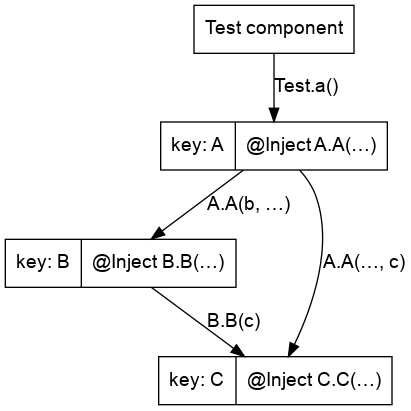 Test component
Test.a()
key: A @Inject A.A(…)
A.A(b, …)
key: B @Inject B.B(…)
A.A(…, c)
B.B(c)
key: C @Inject C.C(…)